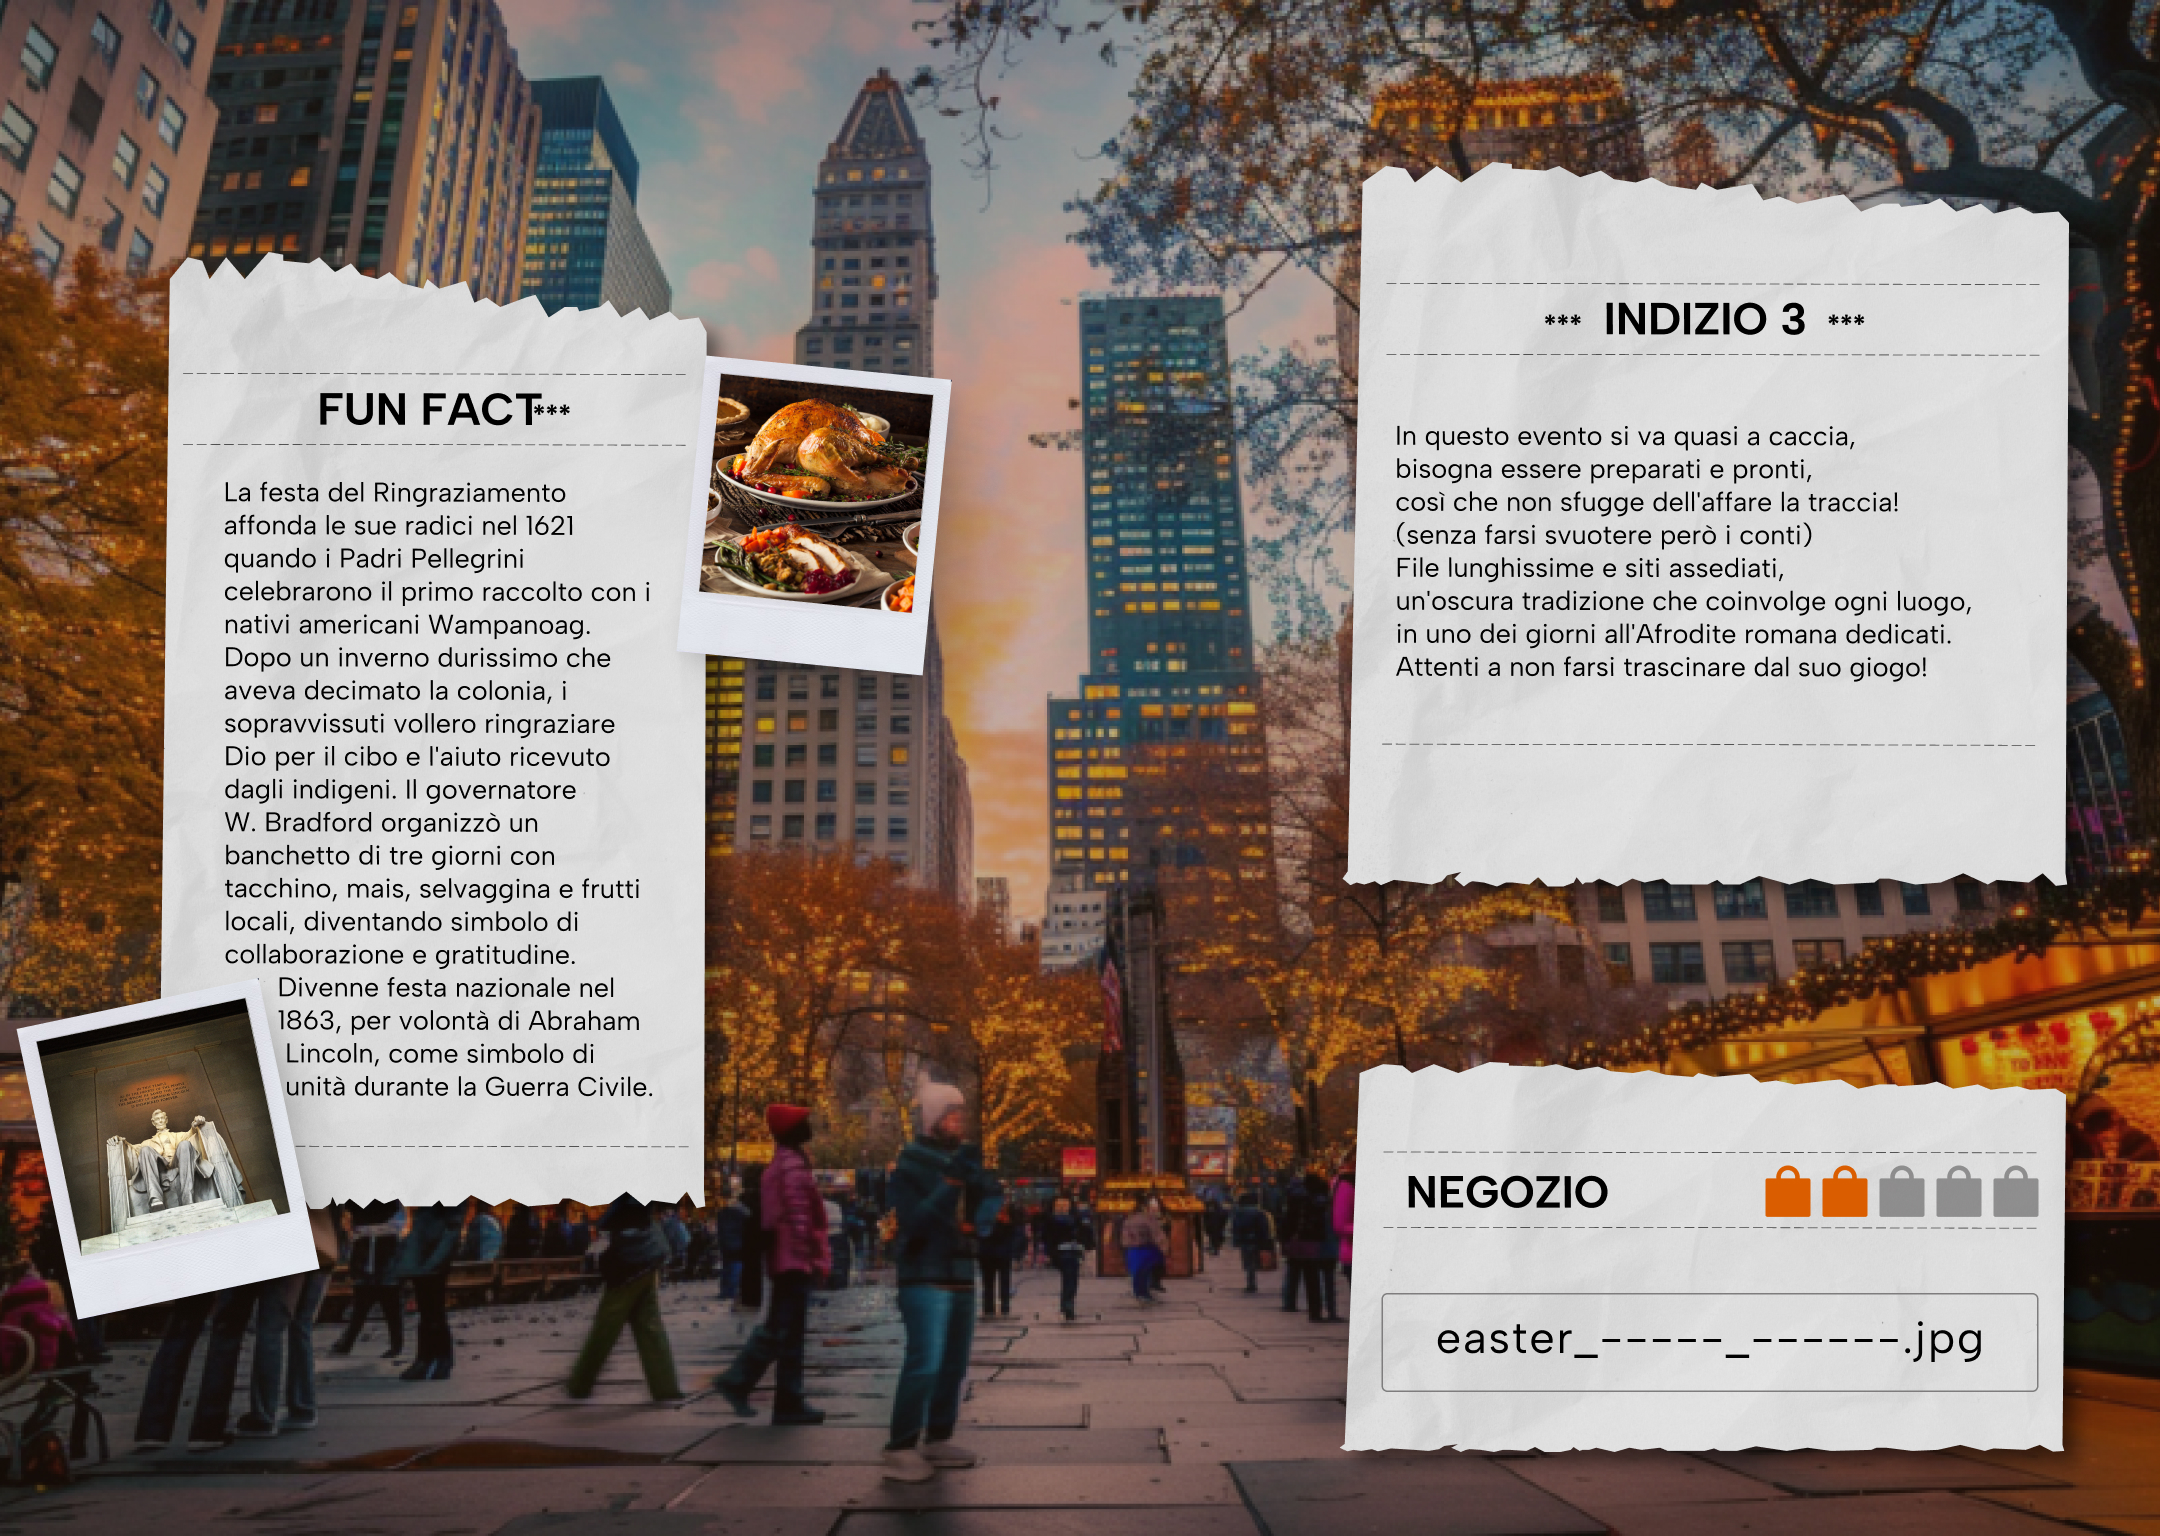 FUN FACT***
La festa del Ringraziamento
affonda le sue radici nel 1621
quando i Padri Pellegrini
celebrarono il primo raccolto con i
nativi americani Wampanoag.
Dopo un inverno durissimo che
aveva decimato la colonia, i
sopravvissuti vollero ringraziare
Dio per il cibo e l'aiuto ricevuto
dagli indigeni. Il governatore
W. Bradford organizzò un
banchetto di tre giorni con
tacchino, mais, selvaggina e frutti
locali, diventando simbolo di
collaborazione e gratitudine.
Divenne festa nazionale nel
1863, per volontà di Abraham
Lincoln, come simbolo di
unità durante la Guerra Civile.
*** INDIZIO 3 ***
In questo evento si va quasi a caccia,
bisogna essere preparati e pronti,
così che non sfugge dell'affare la traccia!
(senza farsi svuotere però i conti)
File lunghissime e siti assediati,
un'oscura tradizione che coinvolge ogni luogo,
in uno dei giorni all'Afrodite romana dedicati.
Attenti a non farsi trascinare dal suo giogo!
NEGOZIO
easter_-----_------.jpg